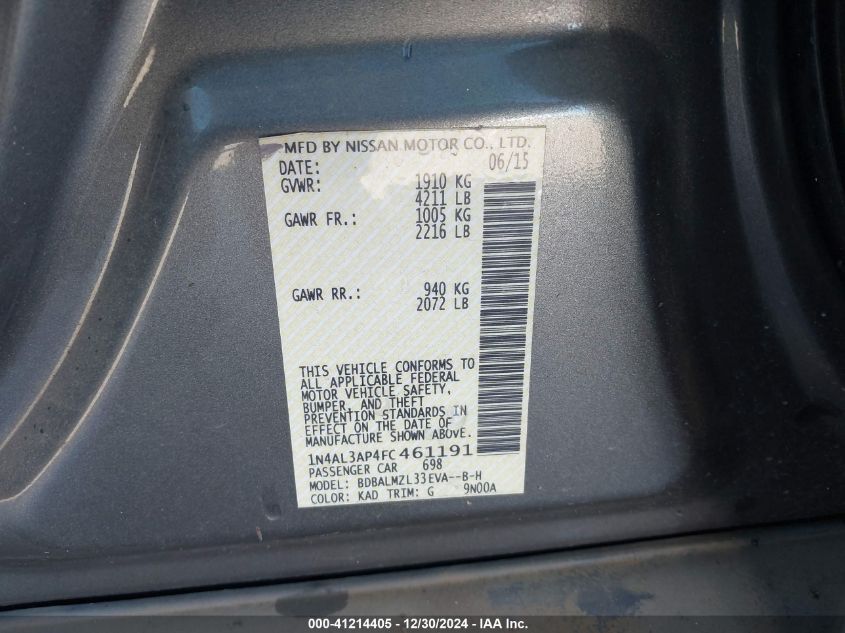 MFD BY NISSAN MOTOR CO., LTD.
DATE: 06/15
GVWR: 1910 KG
4211 LB
GAWR FR.: 1005 KG
2216 LB
GAWR RR.: 940 KG
2072 LB
THIS VEHICLE CONFORMS TO
ALL APPLICABLE FEDERAL
MOTOR VEHICLE SAFETY,
BUMPER, AND THEFT
PREVENTION STANDARDS IN
EFFECT ON THE DATE OF
MANUFACTURE SHOWN ABOVE.
1N4AL3AP4FC461191
PASSENGER CAR 698
MODEL: BDBALMZL33EVA--B-H
COLOR: KAD TRIM: G 9N00A
000-41214405 - 12/30/2024 - IAA Inc.